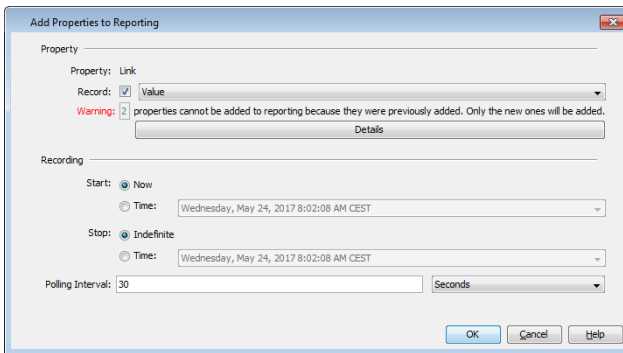 Add Properties to Reporting
Property
Property: Link
Record: Value
Warning: 2 properties cannot be added to reporting because they were previously added. Only the new ones will be added.
Details
Recording
Start: Now
Time: Wednesday, May 24, 2017 8:02:08 AM CEST
Stop: Indefinite
Time: Wednesday, May 24, 2017 8:02:08 AM CEST
Polling Interval: 30 Seconds
OK Cancel Help